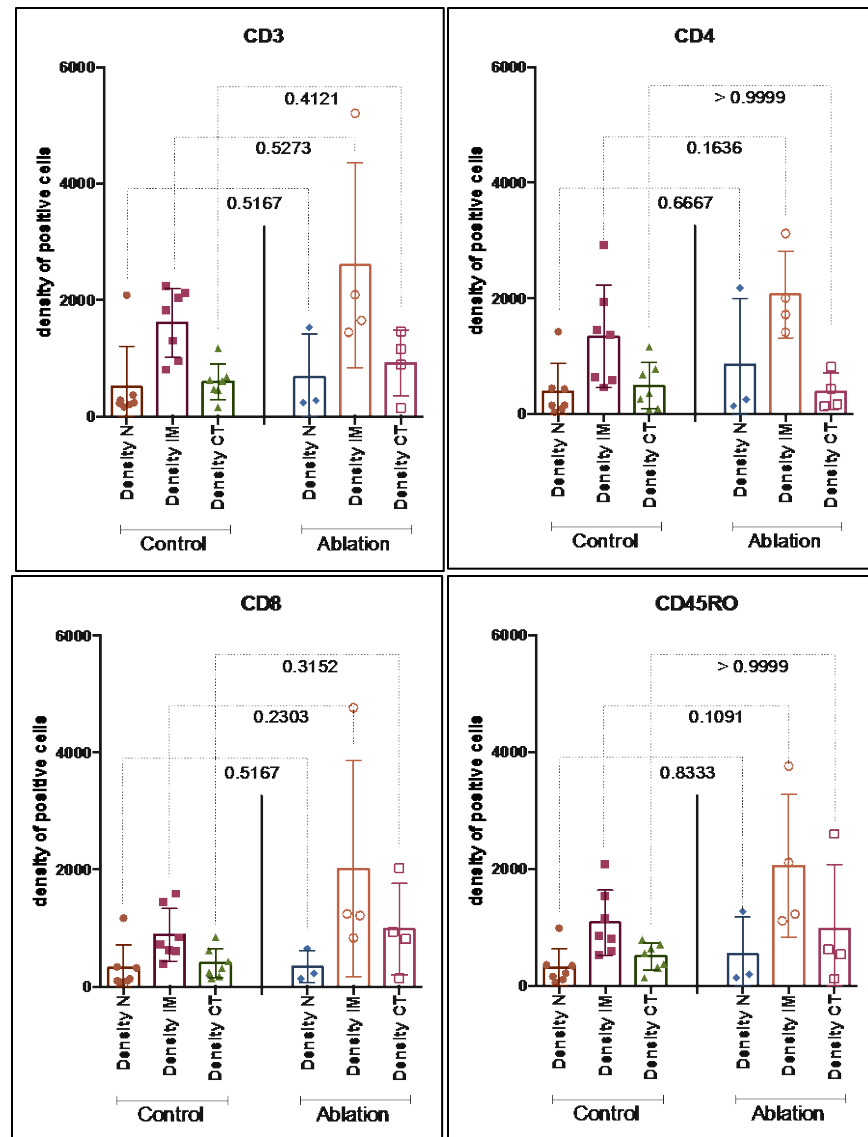 CD3
density of positive cells
6000
4000
2000
0
0.4121
0.5273
0.5167
Density N
Density IM
Density CT
Density N
Density IM
Density CT
Control
Ablation
CD4
density of positive cells
6000
4000
2000
0
> 0.9999
0.1636
0.6667
Density N
Density IM
Density CT
Density N
Density IM
Density CT
Control
Ablation
CD8
density of positive cells
6000
4000
2000
0
0.3152
0.2303
0.5167
Density N
Density IM
Density CT
Density N
Density IM
Density CT
Control
Ablation
CD45RO
density of positive cells
6000
4000
2000
0
> 0.9999
0.1091
0.8333
Density N
Density IM
Density CT
Density N
Density IM
Density CT
Control
Ablation